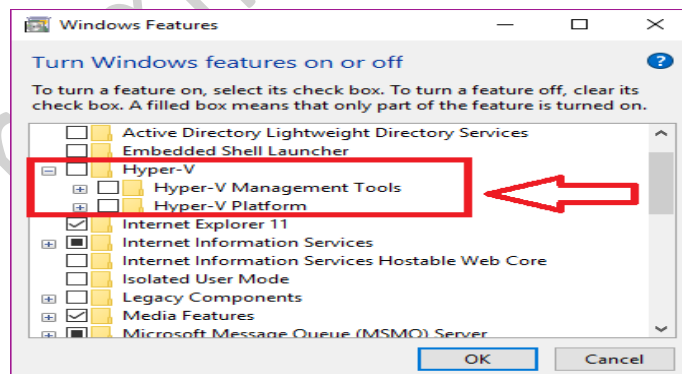 Windows Features
Turn Windows features on or off
To turn a feature on, select its check box. To turn a feature off, clear its
check box. A filled box means that only part of the feature is turned on.
Active Directory Lightweight Directory Services
Embedded Shell Launcher
Hyper-V
Hyper-V Management Tools
Hyper-V Platform
Internet Explorer 11
Internet Information Services
Internet Information Services Hostable Web Core
Isolated User Mode
Legacy Components
Media Features
Microsoft Message Queue (MSMQ) Server
OK Cancel